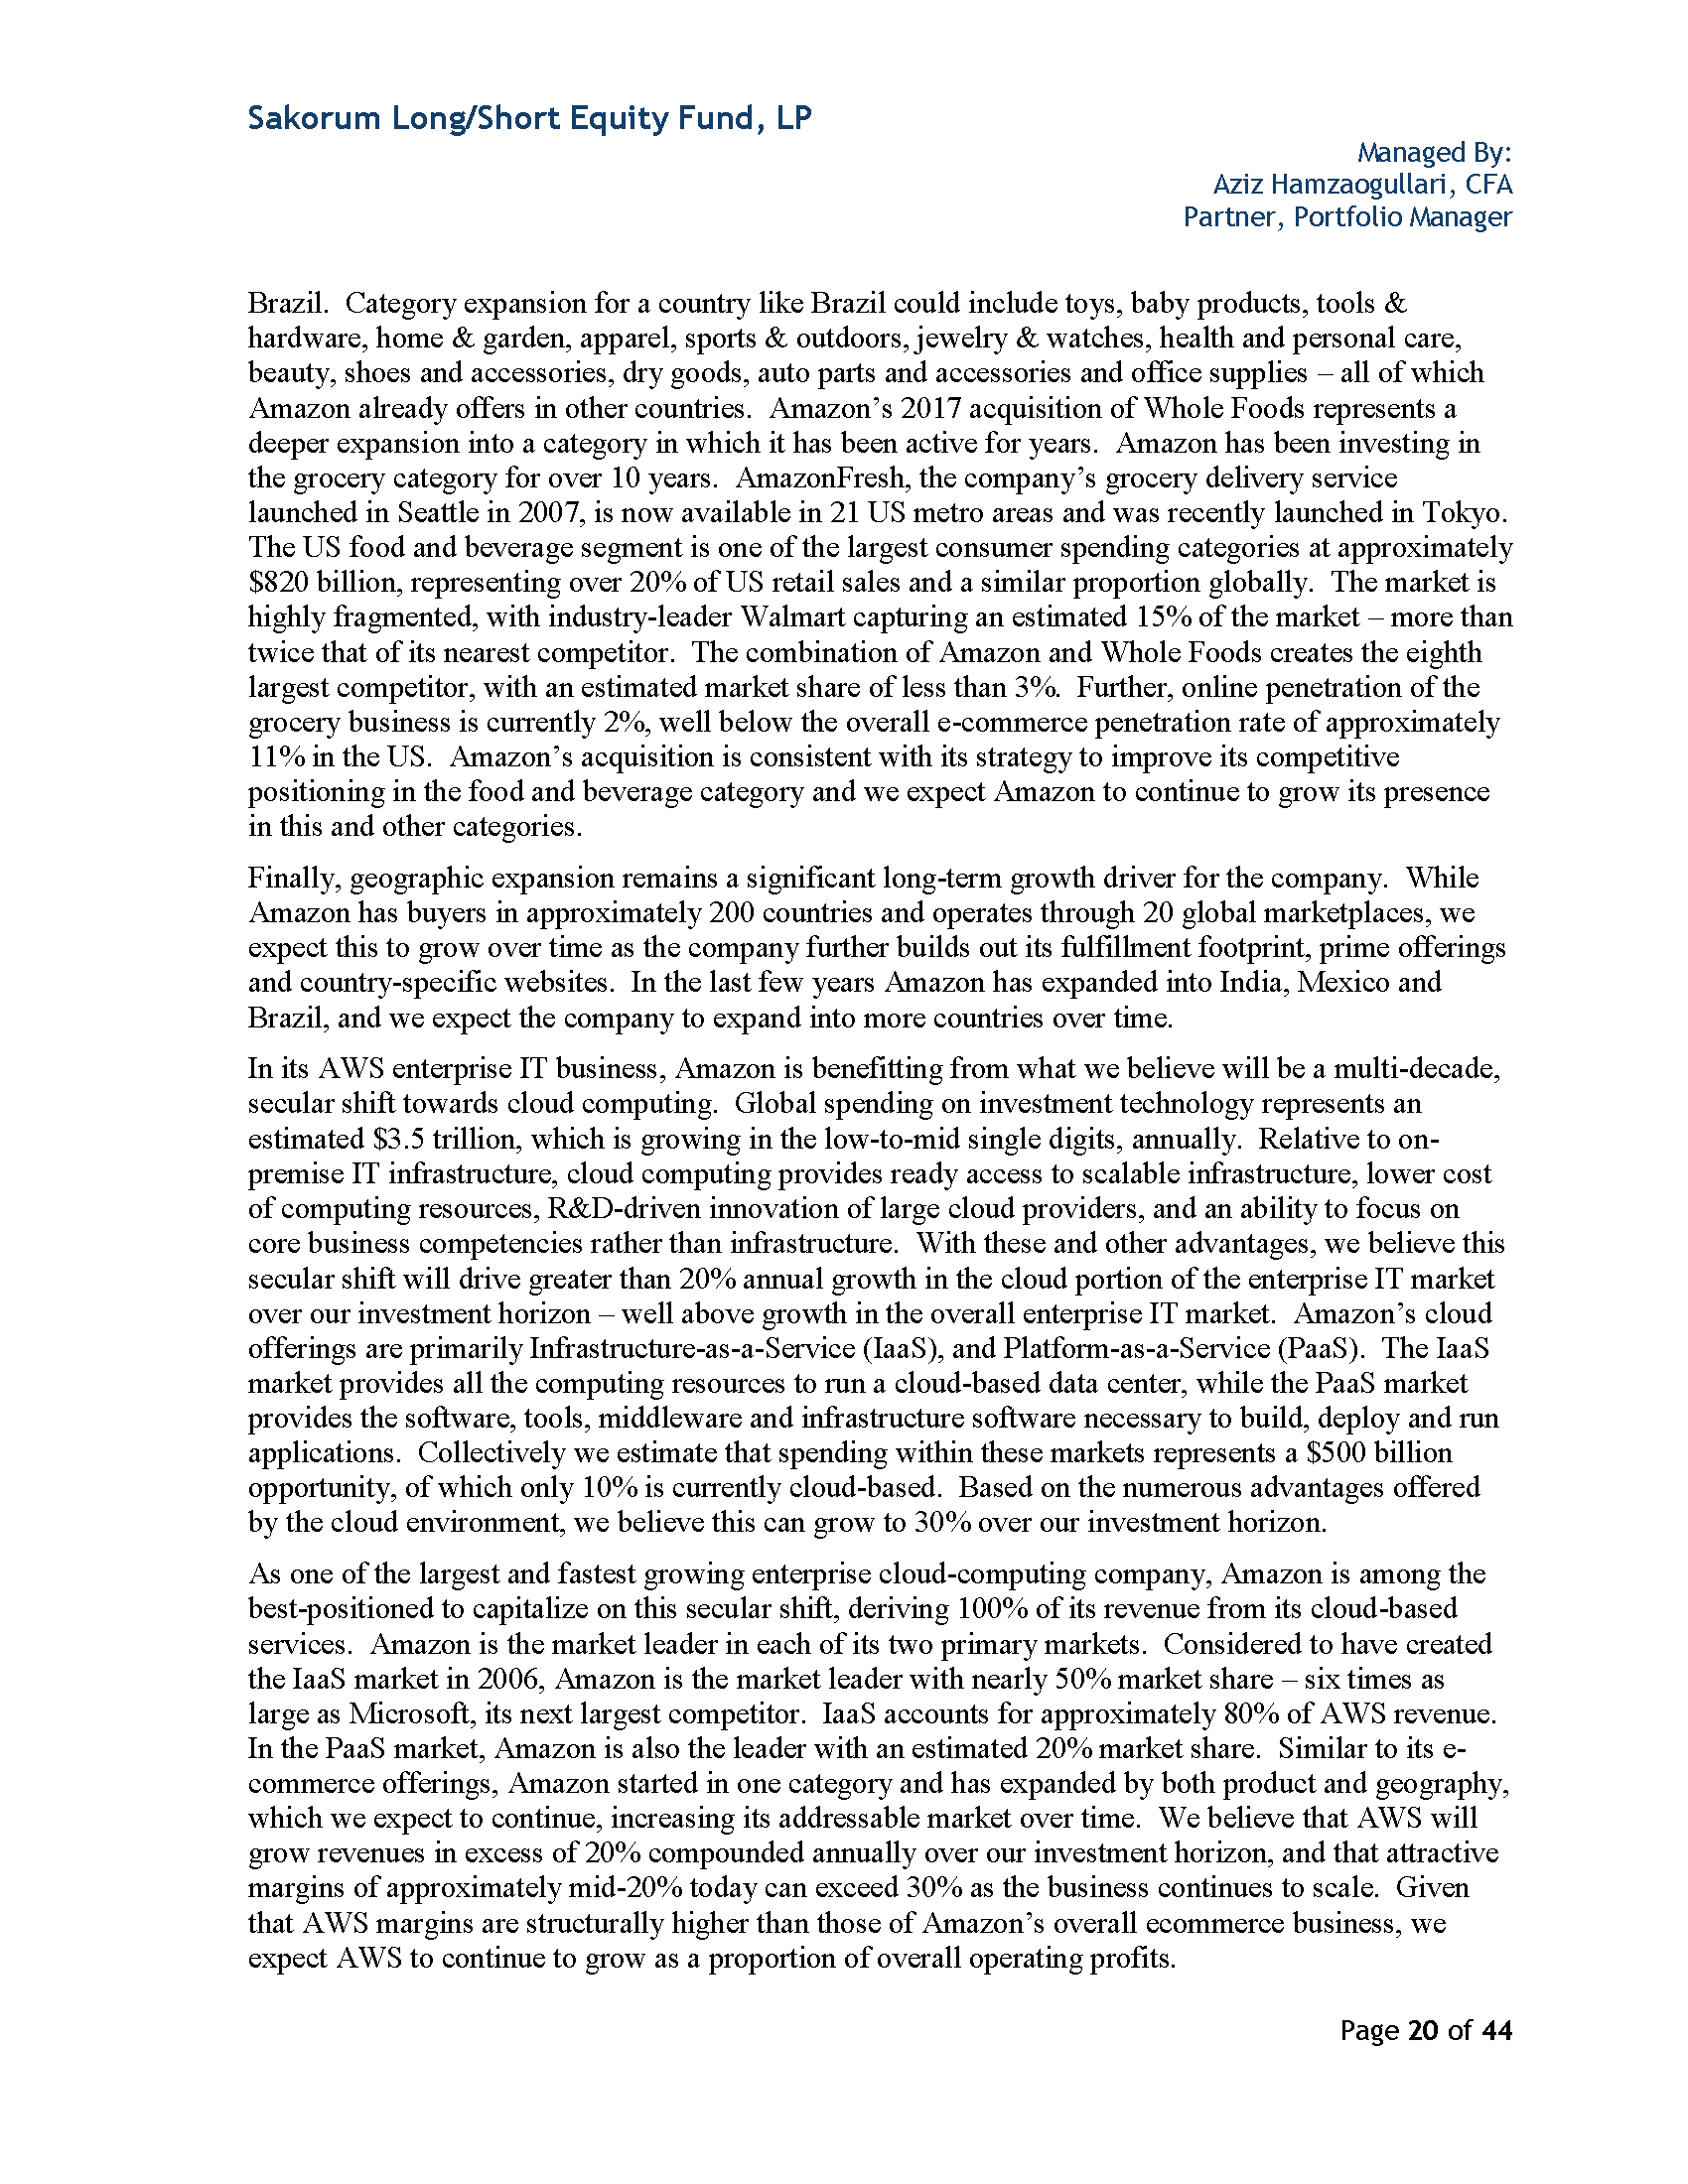 Sakorum Long/Short Equity Fund, LP
Managed By:
Aziz Hamzaogullari, CFA
Partner, Portfolio Manager
Brazil.  Category expansion for a country like Brazil could include toys, baby products, tools &
hardware, home & garden, apparel, sports & outdoors, jewelry & watches, health and personal care,
beauty, shoes and accessories, dry goods, auto parts and accessories and office supplies – all of which
Amazon already offers in other countries.  Amazon’s 2017 acquisition of Whole Foods represents a
deeper expansion into a category in which it has been active for years.  Amazon has been investing in
the grocery category for over 10 years.  AmazonFresh, the company’s grocery delivery service
launched in Seattle in 2007, is now available in 21 US metro areas and was recently launched in Tokyo.
The US food and beverage segment is one of the largest consumer spending categories at approximately
$820 billion, representing over 20% of US retail sales and a similar proportion globally.  The market is
highly fragmented, with industry-leader Walmart capturing an estimated 15% of the market – more than
twice that of its nearest competitor.  The combination of Amazon and Whole Foods creates the eighth
largest competitor, with an estimated market share of less than 3%.  Further, online penetration of the
grocery business is currently 2%, well below the overall e-commerce penetration rate of approximately
11% in the US.  Amazon’s acquisition is consistent with its strategy to improve its competitive
positioning in the food and beverage category and we expect Amazon to continue to grow its presence
in this and other categories.
Finally, geographic expansion remains a significant long-term growth driver for the company.  While
Amazon has buyers in approximately 200 countries and operates through 20 global marketplaces, we
expect this to grow over time as the company further builds out its fulfillment footprint, prime offerings
and country-specific websites.  In the last few years Amazon has expanded into India, Mexico and
Brazil, and we expect the company to expand into more countries over time.
In its AWS enterprise IT business, Amazon is benefitting from what we believe will be a multi-decade,
secular shift towards cloud computing.  Global spending on investment technology represents an
estimated $3.5 trillion, which is growing in the low-to-mid single digits, annually.  Relative to on-
premise IT infrastructure, cloud computing provides ready access to scalable infrastructure, lower cost
of computing resources, R&D-driven innovation of large cloud providers, and an ability to focus on
core business competencies rather than infrastructure.  With these and other advantages, we believe this
secular shift will drive greater than 20% annual growth in the cloud portion of the enterprise IT market
over our investment horizon – well above growth in the overall enterprise IT market.  Amazon’s cloud
offerings are primarily Infrastructure-as-a-Service (IaaS), and Platform-as-a-Service (PaaS).  The IaaS
market provides all the computing resources to run a cloud-based data center, while the PaaS market
provides the software, tools, middleware and infrastructure software necessary to build, deploy and run
applications.  Collectively we estimate that spending within these markets represents a $500 billion
opportunity, of which only 10% is currently cloud-based.  Based on the numerous advantages offered
by the cloud environment, we believe this can grow to 30% over our investment horizon.
As one of the largest and fastest growing enterprise cloud-computing company, Amazon is among the
best-positioned to capitalize on this secular shift, deriving 100% of its revenue from its cloud-based
services.  Amazon is the market leader in each of its two primary markets.  Considered to have created
the IaaS market in 2006, Amazon is the market leader with nearly 50% market share – six times as
large as Microsoft, its next largest competitor.  IaaS accounts for approximately 80% of AWS revenue.
In the PaaS market, Amazon is also the leader with an estimated 20% market share.  Similar to its e-
commerce offerings, Amazon started in one category and has expanded by both product and geography,
which we expect to continue, increasing its addressable market over time.  We believe that AWS will
grow revenues in excess of 20% compounded annually over our investment horizon, and that attractive
margins of approximately mid-20% today can exceed 30% as the business continues to scale.  Given
that AWS margins are structurally higher than those of Amazon’s overall ecommerce business, we
expect AWS to continue to grow as a proportion of overall operating profits.
Page 20 of 44